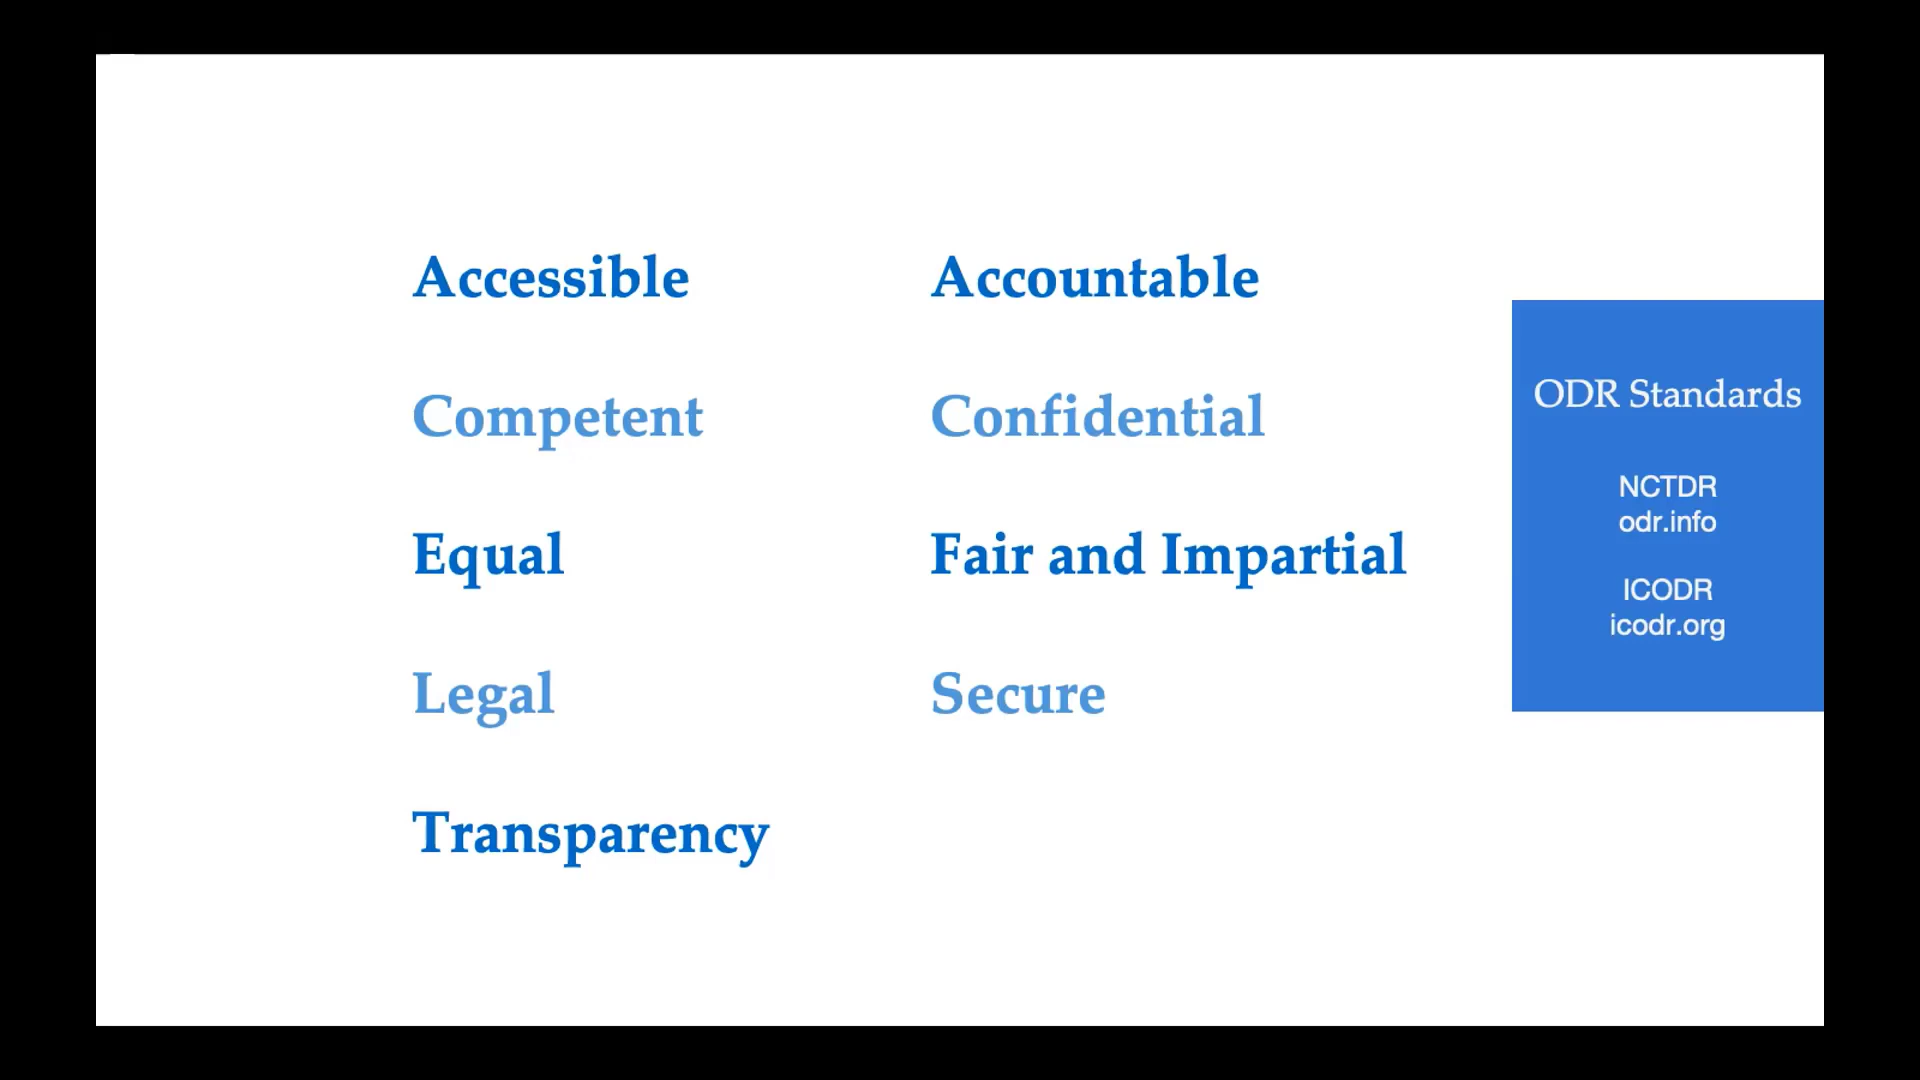 Accessible
Accountable
Competent
Confidential
Equal
Fair and Impartial
Legal
Secure
Transparency
ODR Standards
NCTDR
odr.info
ICODR
icodr.org